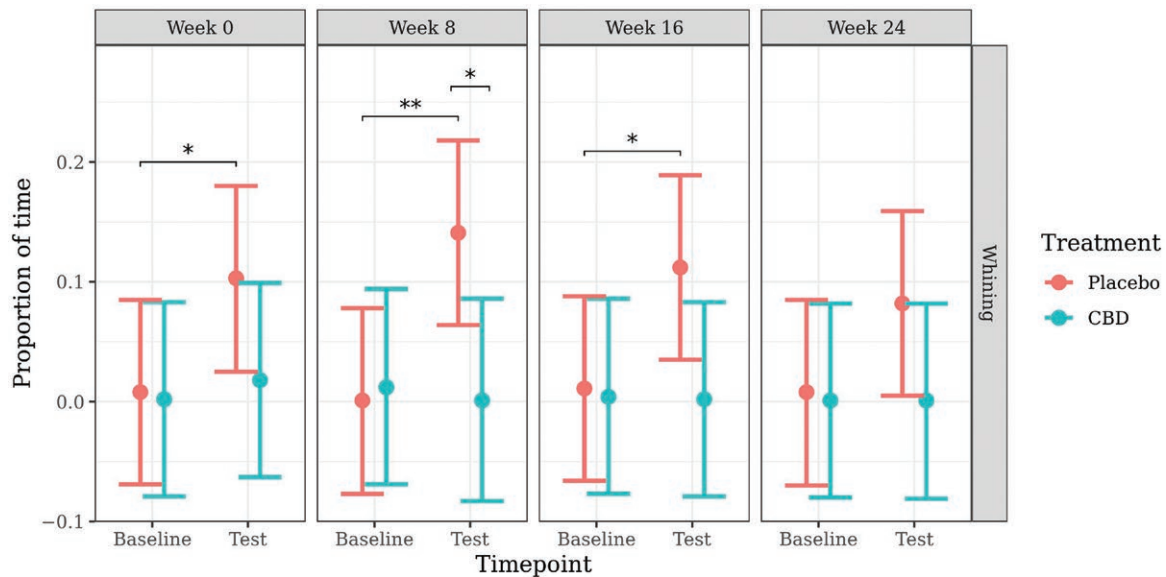 Week 0
Week 8
Week 16
Week 24
Proportion of time
0.2
0.1
0.0
−0.1
*
**
*
*
Whining
Treatment
Placebo
CBD
Baseline Test
Baseline Test
Baseline Test
Baseline Test
Timepoint